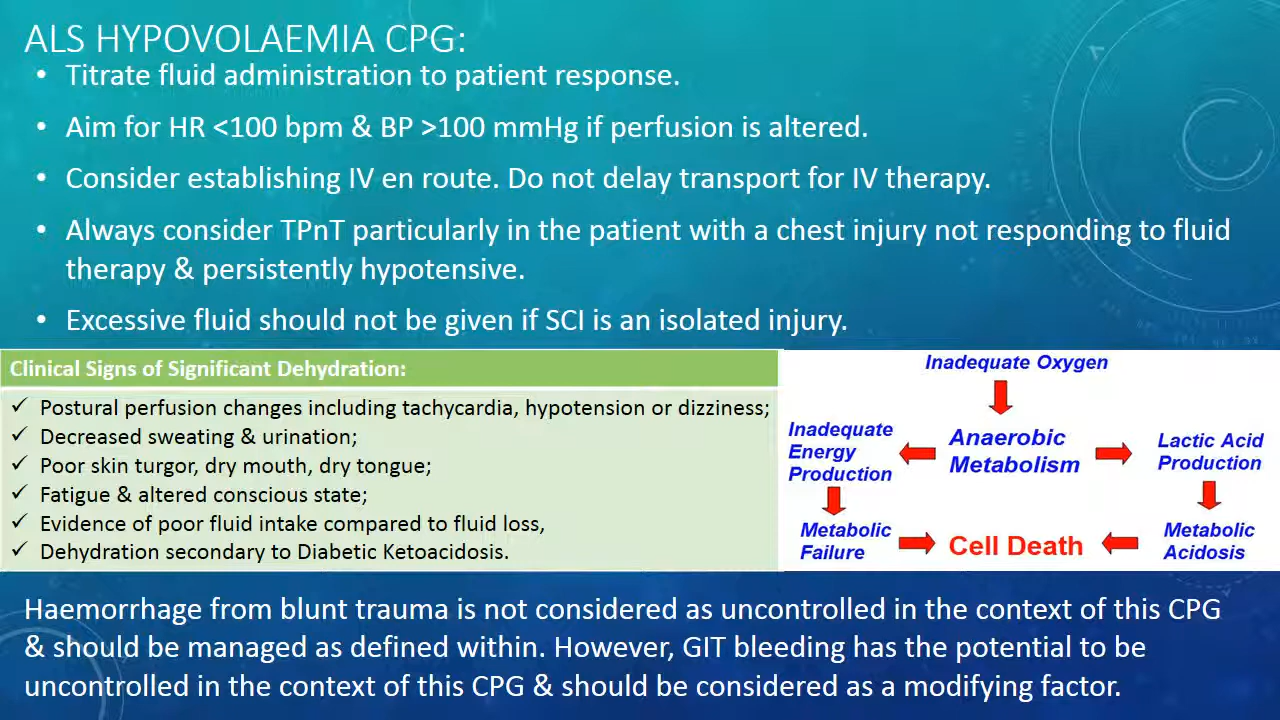 ALS HYPOVOLAEMIA CPG:
• Titrate fluid administration to patient response.
• Aim for HR <100 bpm & BP >100 mmHg if perfusion is altered.
• Consider establishing IV en route. Do not delay transport for IV therapy.
• Always consider TPnT particularly in the patient with a chest injury not responding to fluid
therapy & persistently hypotensive.
• Excessive fluid should not be given if SCI is an isolated injury.
Clinical Signs of Significant Dehydration:
✓ Postural perfusion changes including tachycardia, hypotension or dizziness;
✓ Decreased sweating & urination;
✓ Poor skin turgor, dry mouth, dry tongue;
✓ Fatigue & altered conscious state;
✓ Evidence of poor fluid intake compared to fluid loss,
✓ Dehydration secondary to Diabetic Ketoacidosis.
Inadequate Oxygen
Inadequate
Energy
Production
Anaerobic
Metabolism
Lactic Acid
Production
Metabolic
Failure
Cell Death
Metabolic
Acidosis
Haemorrhage from blunt trauma is not considered as uncontrolled in the context of this CPG
& should be managed as defined within. However, GIT bleeding has the potential to be
uncontrolled in the context of this CPG & should be considered as a modifying factor.